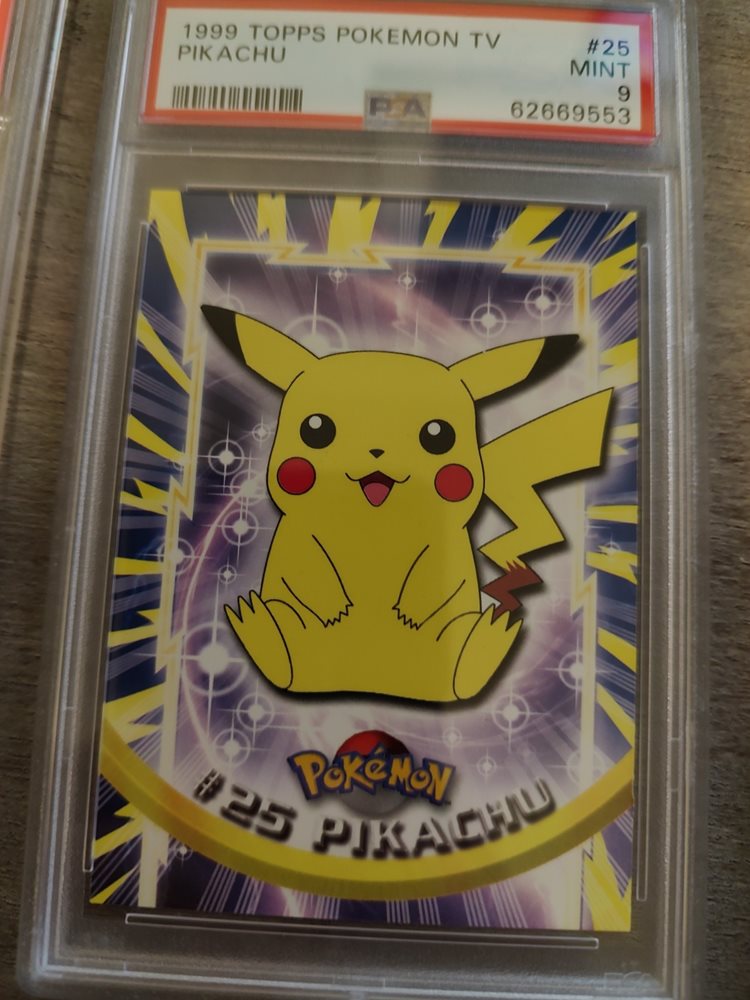 1999 TOPPS POKEMON TV #25
PIKACHU MINT
9
PSA 62669553
POKéMON
#25 PIKACHU